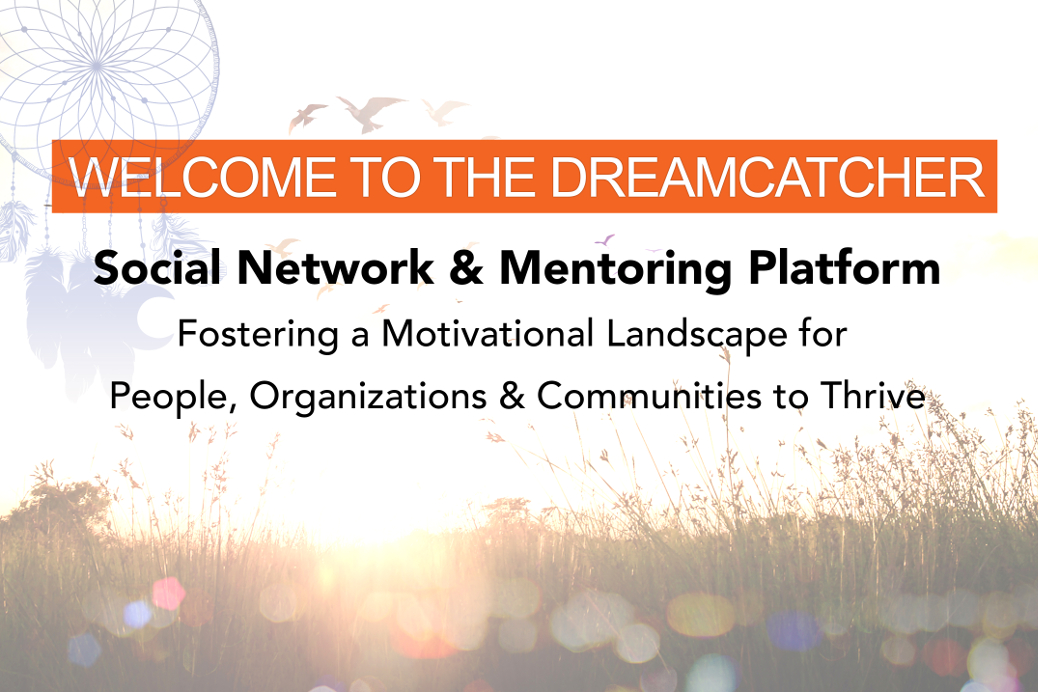 WELCOME TO THE DREAMCATCHER
Social Network & Mentoring Platform
Fostering a Motivational Landscape for
People, Organizations & Communities to Thrive